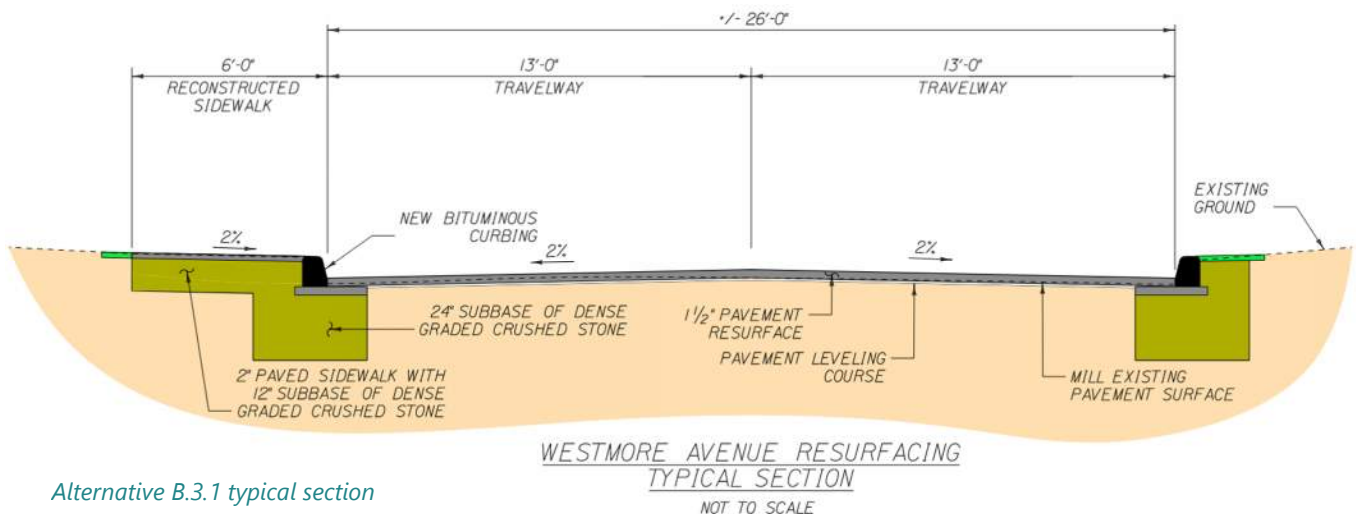 +/- 26'-0"
6'-0"
RECONSTRUCTED
SIDEWALK
13'-0"
TRAVELWAY
13'-0"
TRAVELWAY
EXISTING
GROUND
NEW BITUMINOUS
CURBING
2%
2%
2%
24" SUBBASE OF DENSE
GRADED CRUSHED STONE
1 1/2" PAVEMENT
RESURFACE
PAVEMENT LEVELING
COURSE
MILL EXISTING
PAVEMENT SURFACE
2" PAVED SIDEWALK WITH
12" SUBBASE OF DENSE
GRADED CRUSHED STONE
WESTMORE AVENUE RESURFACING
TYPICAL SECTION
NOT TO SCALE
Alternative B.3.1 typical section